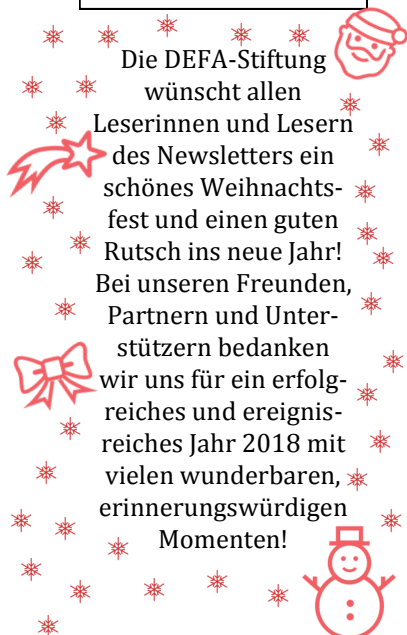 Die DEFA-Stiftung
wünscht allen
Leserinnen und Lesern
des Newsletters ein
schönes Weihnachts-
fest und einen guten
Rutsch ins neue Jahr!
Bei unseren Freunden,
Partnern und Unter-
stützern bedanken
wir uns für ein erfolg-
reiches und ereignis-
reiches Jahr 2018 mit
vielen wunderbaren,
erinnerungswürdigen
Momenten!